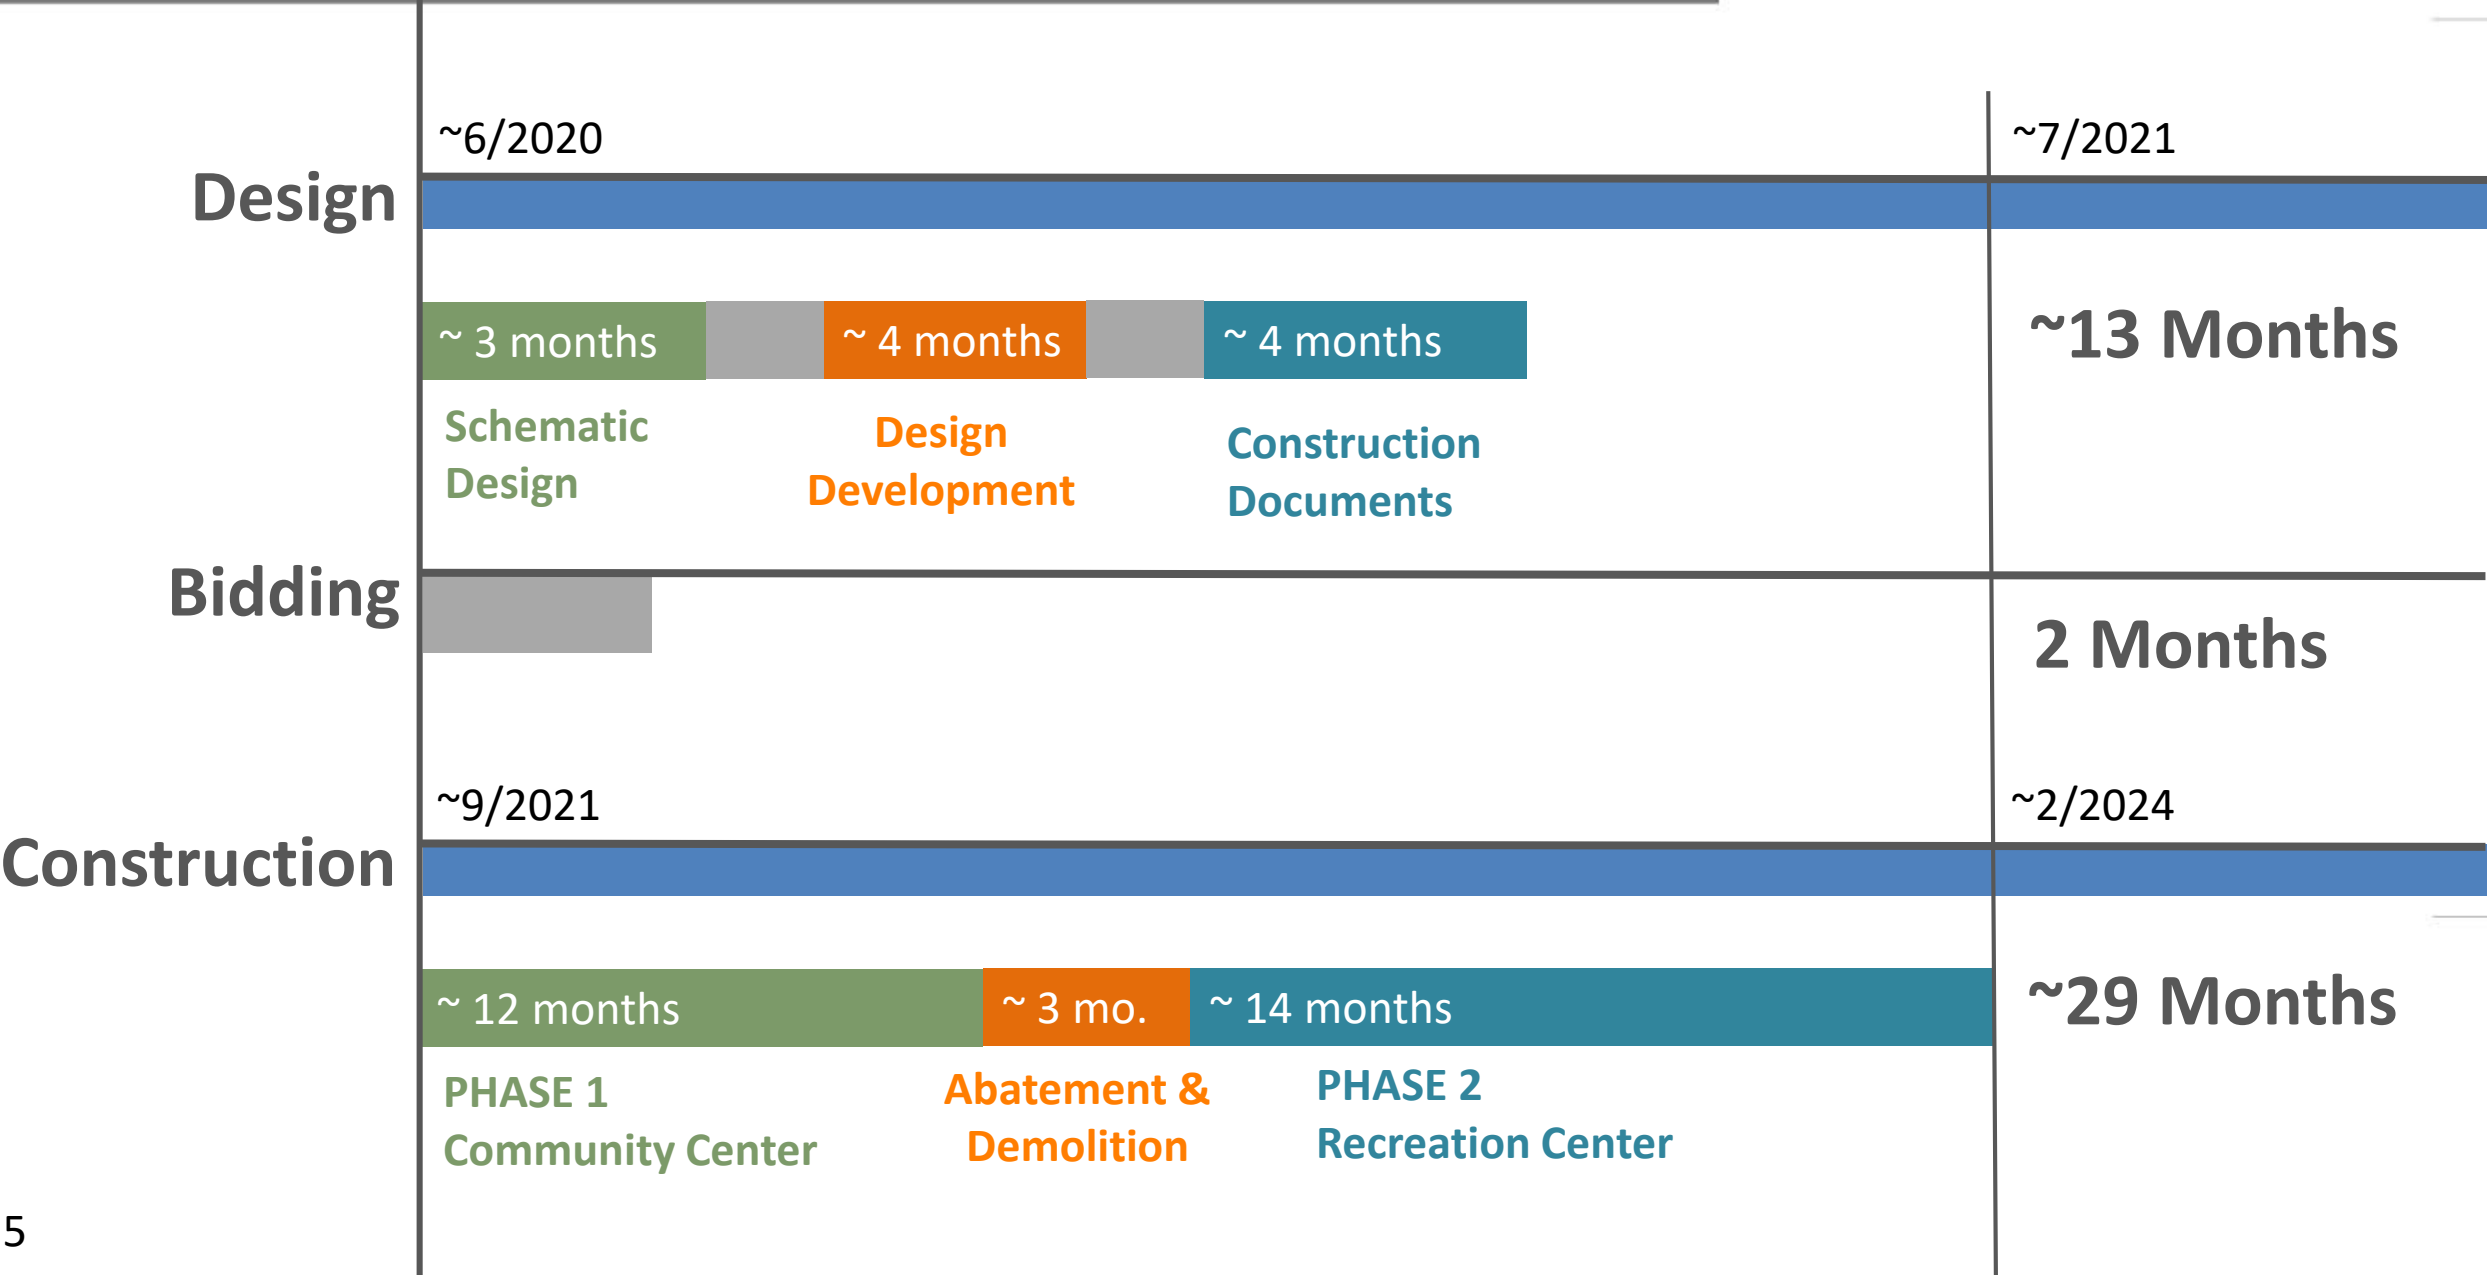 ~6/2020
~7/2021
Design
~ 3 months
~ 4 months
~ 4 months
~13 Months
Schematic
Design
Design
Development
Construction
Documents
Bidding
2 Months
~9/2021
~2/2024
Construction
~ 12 months
~ 3 mo.
~ 14 months
~29 Months
PHASE 1
Community Center
Abatement &
Demolition
PHASE 2
Recreation Center
5